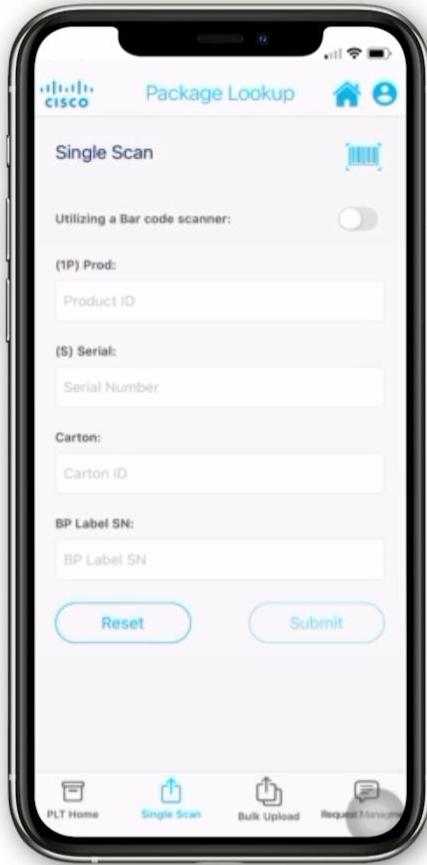 CISCO
Package Lookup
Single Scan
Utilizing a Bar code scanner:
(1P) Prod:
Product ID
(S) Serial:
Serial Number
Carton:
Carton ID
BP Label SN:
BP Label SN
Reset Submit
PLT Home Single Scan Bulk Upload Request Managme